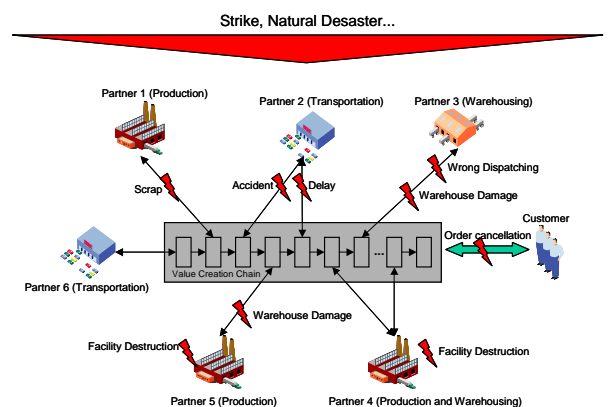 Strike, Natural Desaster...
Partner 1 (Production)
Partner 2 (Transportation)
Partner 3 (Warehousing)
Wrong Dispatching
Scrap
Accident
Delay
Warehouse Damage
Customer
Order cancellation
...
Value Creation Chain
Partner 6 (Transportation)
Warehouse Damage
Facility Destruction
Facility Destruction
Partner 5 (Production)
Partner 4 (Production and Warehousing)